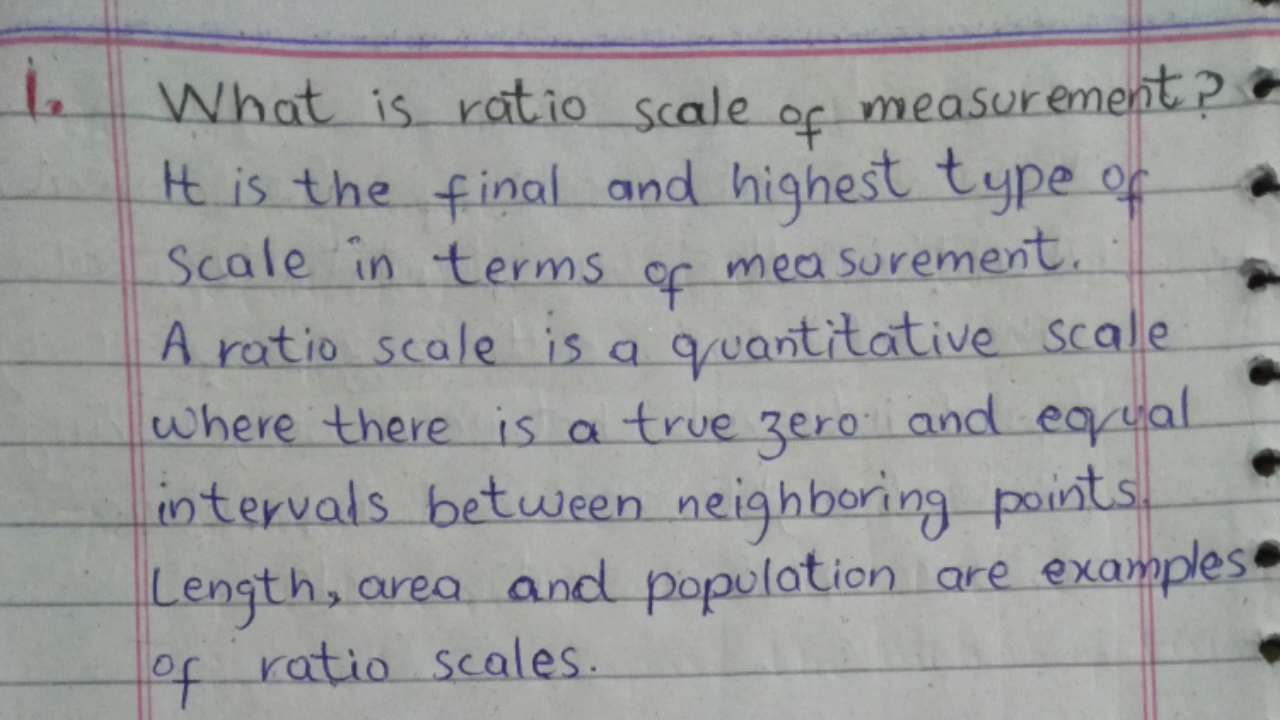 1. What is ratio scale of measurement?
It is the final and highest type of
scale in terms of measurement.
A ratio scale is a quantitative scale
where there is a true zero and equal
intervals between neighboring points.
Length, area and population are examples
of ratio scales.